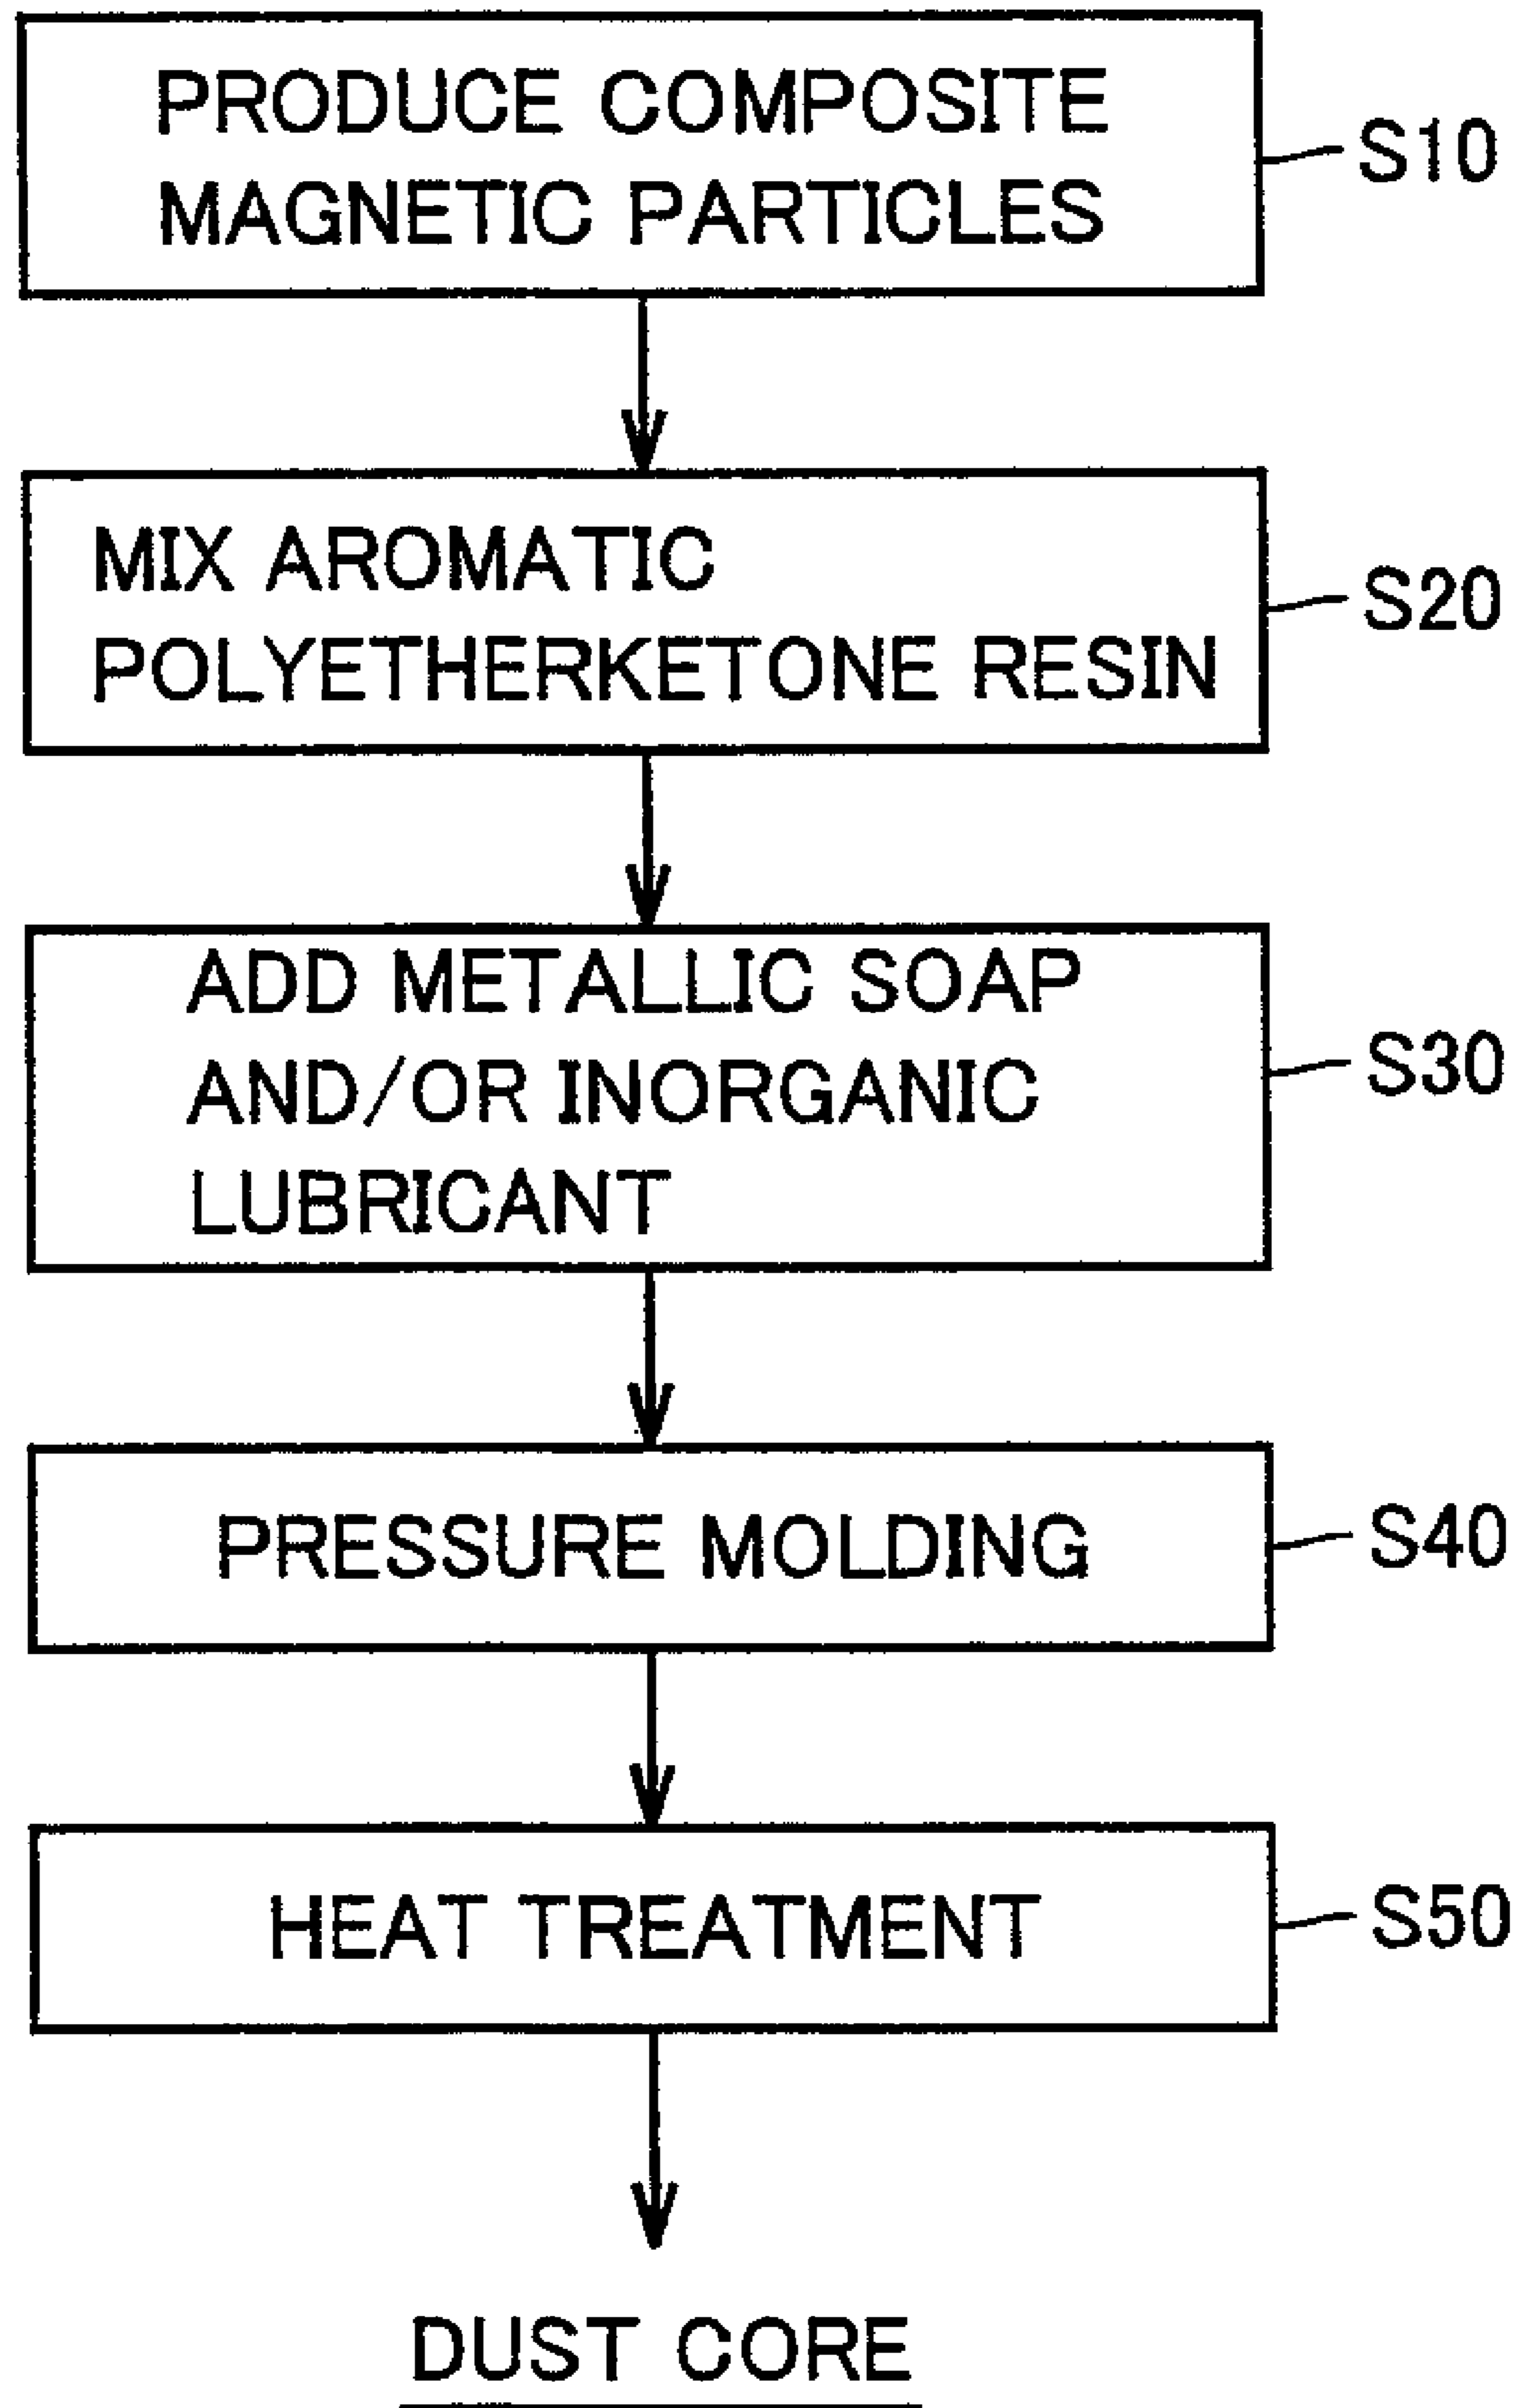 PRODUCE COMPOSITE
MAGNETIC PARTICLES
S10
MIX AROMATIC
POLYETHERKETONE RESIN
S20
ADD METALLIC SOAP
AND/OR INORGANIC
LUBRICANT
S30
PRESSURE MOLDING
S40
HEAT TREATMENT
S50
DUST CORE